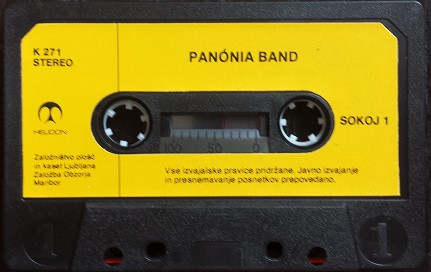 K 271
STEREO
PANÓNIA BAND
HELIDON
SOKOJ 1
50 0
Založništvo plošč
in kaset Ljubljana
Založba Obzorja
Maribor
Vse izvajalske pravice pridržane. Javno izvajanje
in presnemavanje posnetkov prepovedano.
1
1